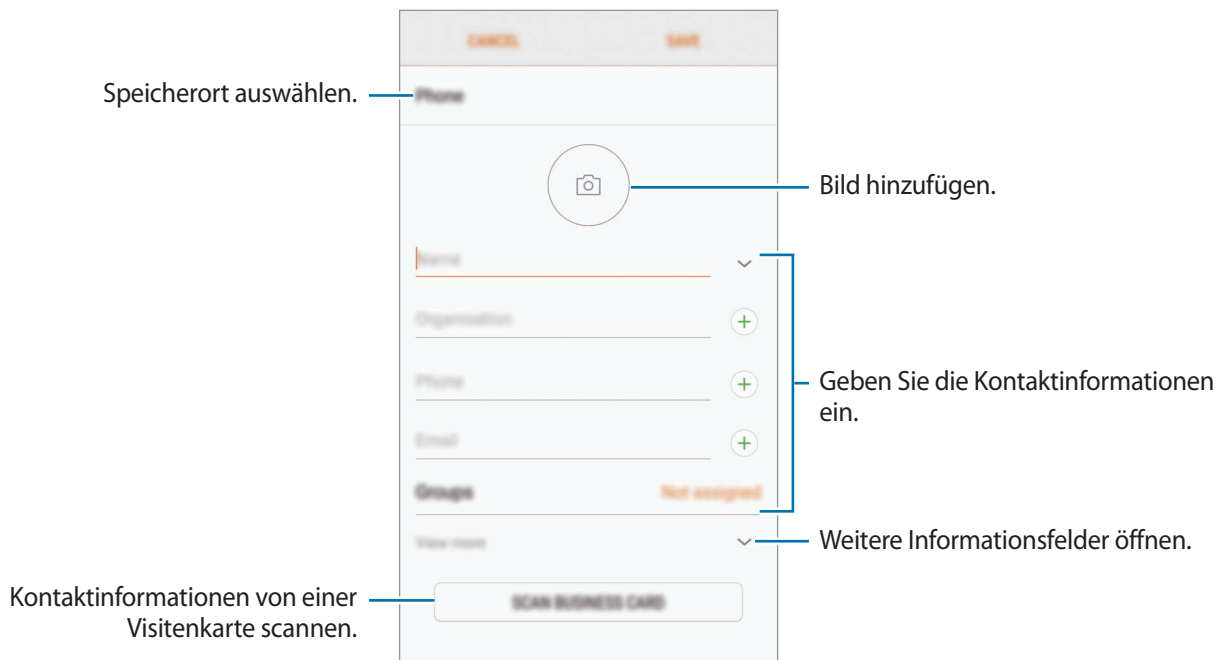 CANCEL SAVE
Speicherort auswählen.
Phone
Bild hinzufügen.
Name
Organisation
Phone
Geben Sie die Kontaktinformationen
ein.
Email
Groups Not assigned
View more
Weitere Informationsfelder öffnen.
Kontaktinformationen von einer
Visitenkarte scannen.
SCAN BUSINESS CARD